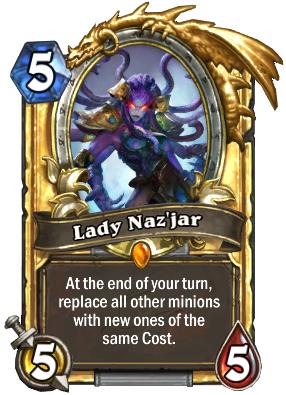 5
Lady Naz'jar
At the end of your turn,
replace all other minions
with new ones of the
same Cost.
5
5